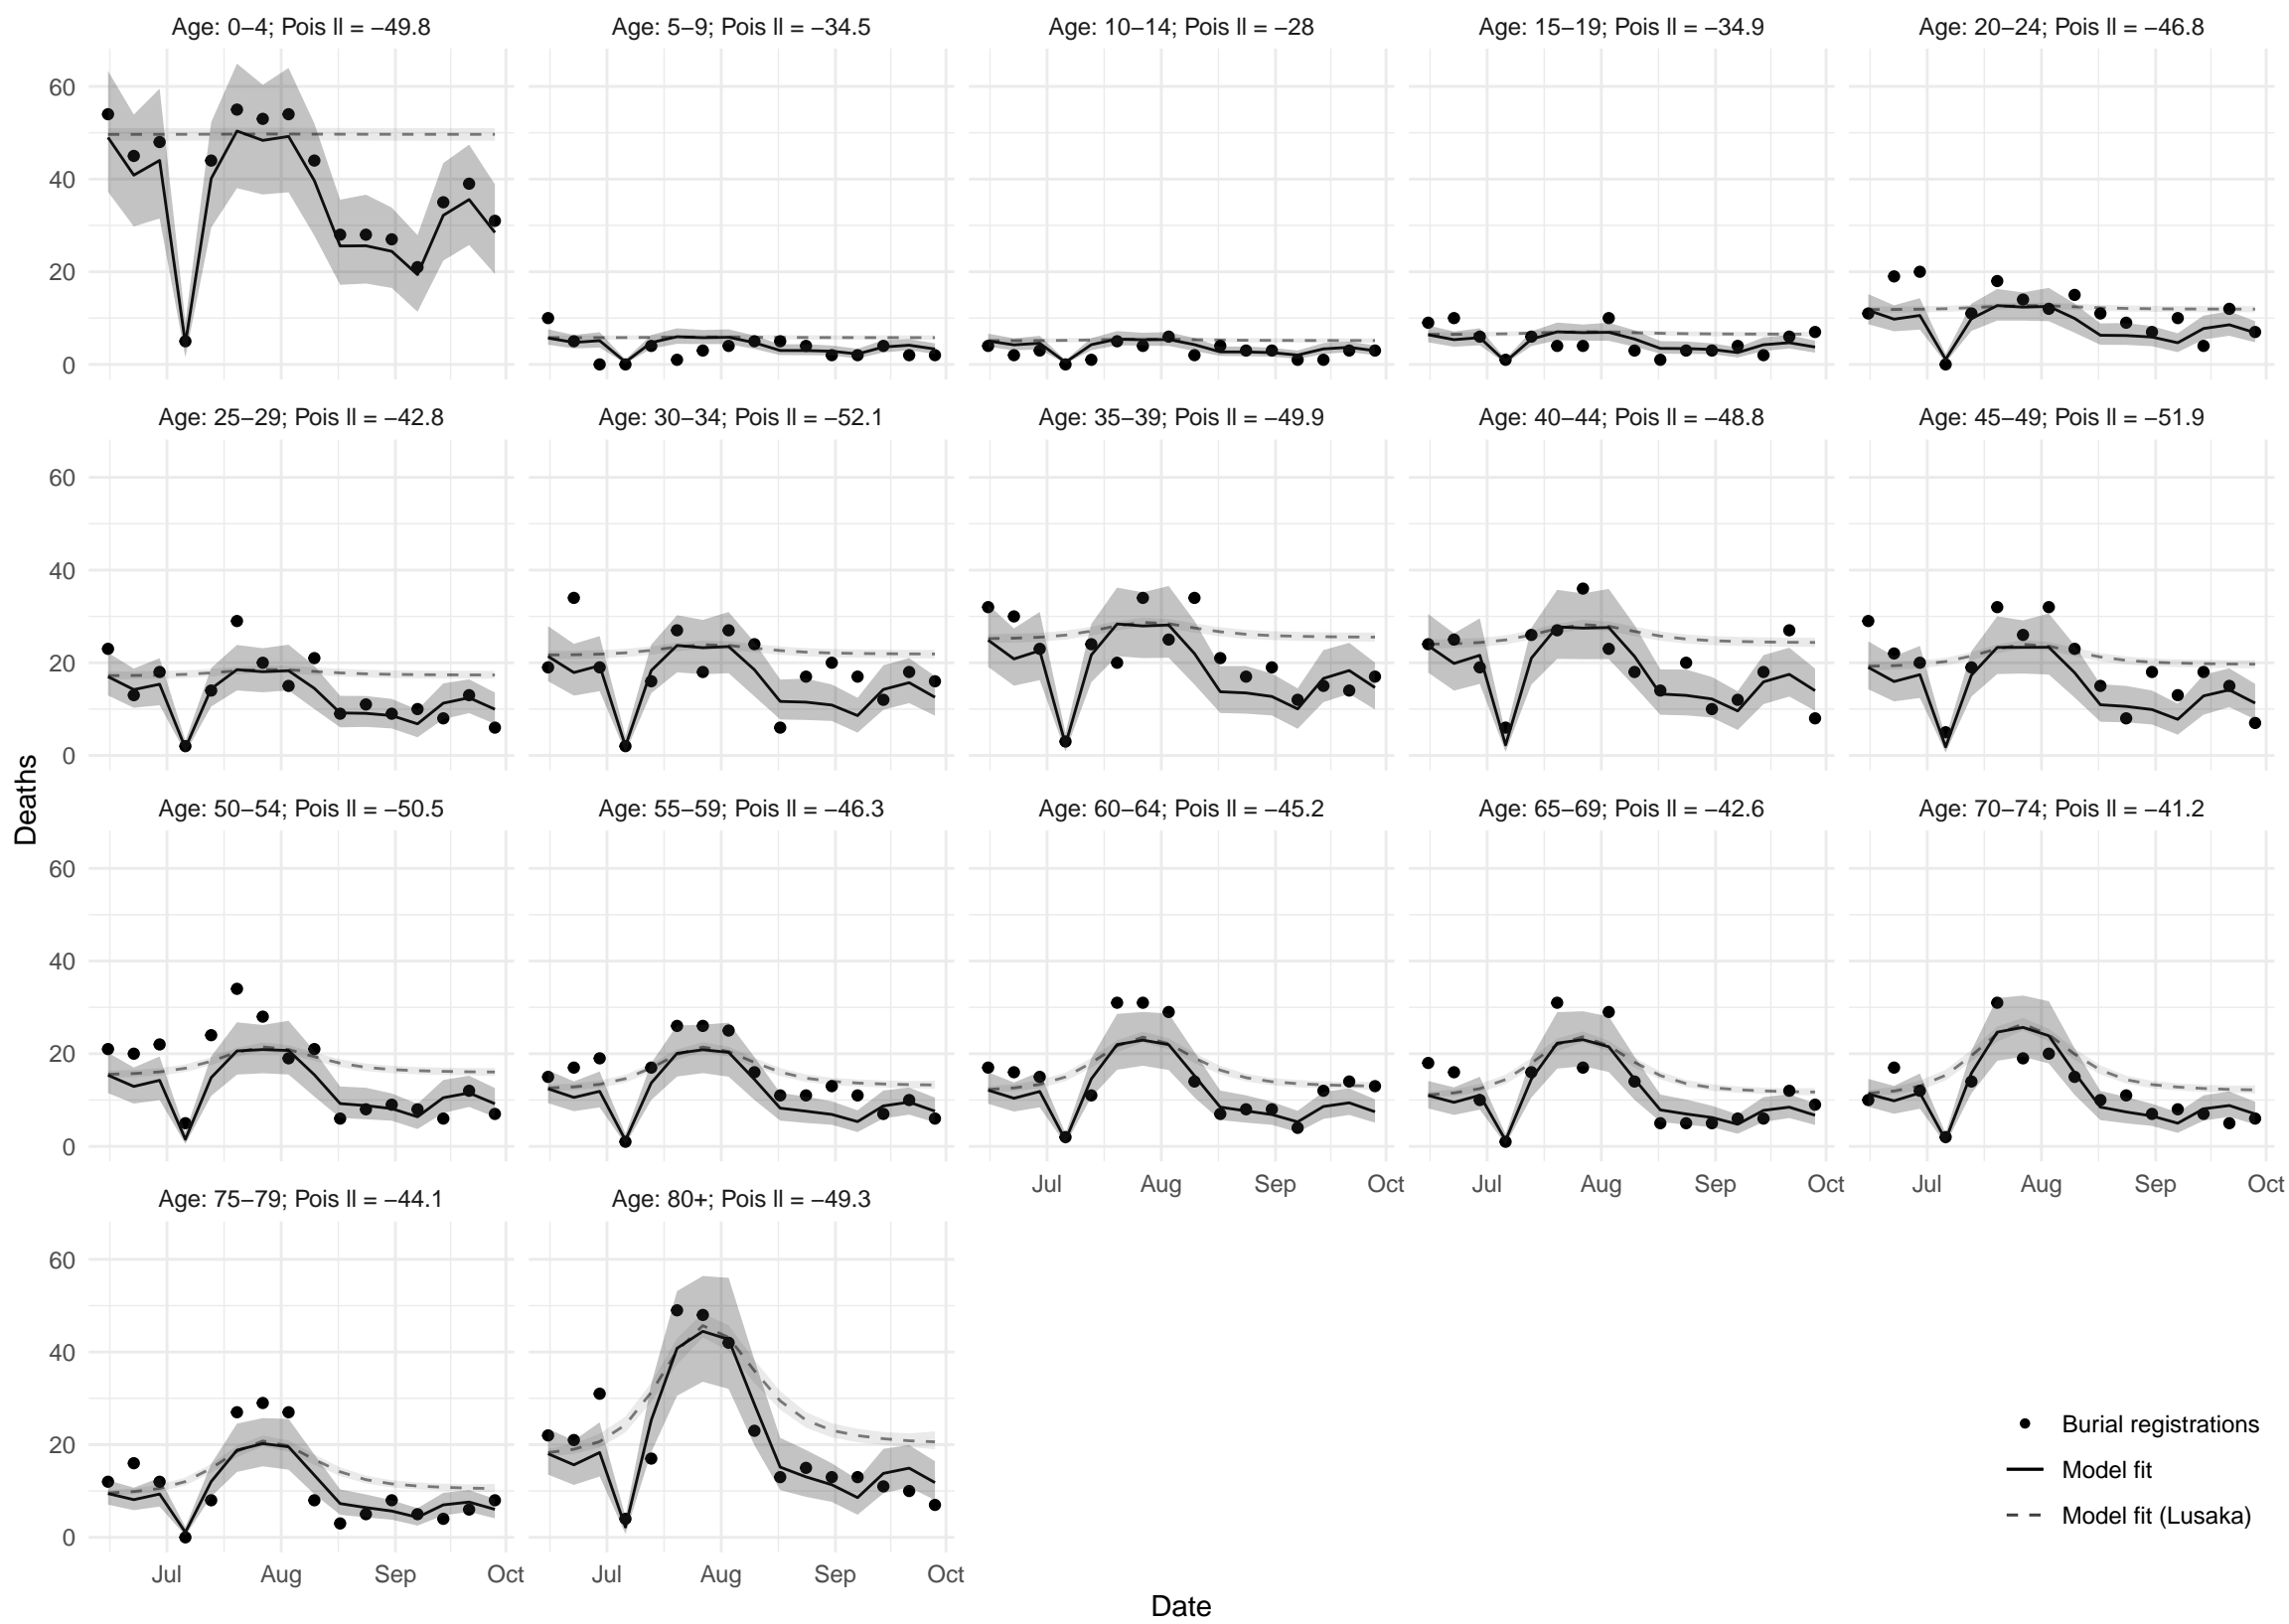 Age: 0−4; Pois ll = −49.8
Age: 5−9; Pois ll = −34.5
Age: 10−14; Pois ll = −28
Age: 15−19; Pois ll = −34.9
Age: 20−24; Pois ll = −46.8
60
40
20
0
Age: 25−29; Pois ll = −42.8
Age: 30−34; Pois ll = −52.1
Age: 35−39; Pois ll = −49.9
Age: 40−44; Pois ll = −48.8
Age: 45−49; Pois ll = −51.9
60
40
20
0
Deaths
Age: 50−54; Pois ll = −50.5
Age: 55−59; Pois ll = −46.3
Age: 60−64; Pois ll = −45.2
Age: 65−69; Pois ll = −42.6
Age: 70−74; Pois ll = −41.2
60
40
20
0
Jul Aug Sep Oct
Jul Aug Sep Oct
Jul Aug Sep Oct
Age: 75−79; Pois ll = −44.1
Age: 80+; Pois ll = −49.3
60
40
20
0
Jul Aug Sep Oct
Jul Aug Sep Oct
Burial registrations
Model fit
Model fit (Lusaka)
Date